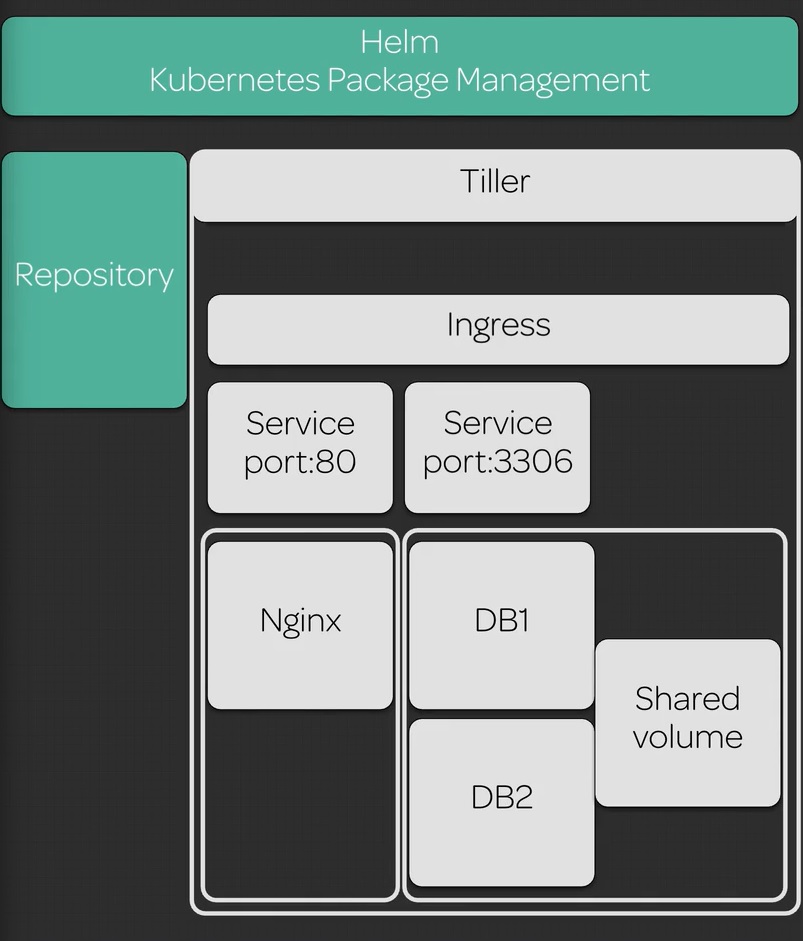 Helm
Kubernetes Package Management
Tiller
Repository
Ingress
Service
port:80
Service
port:3306
Nginx
DB1
Shared
volume
DB2